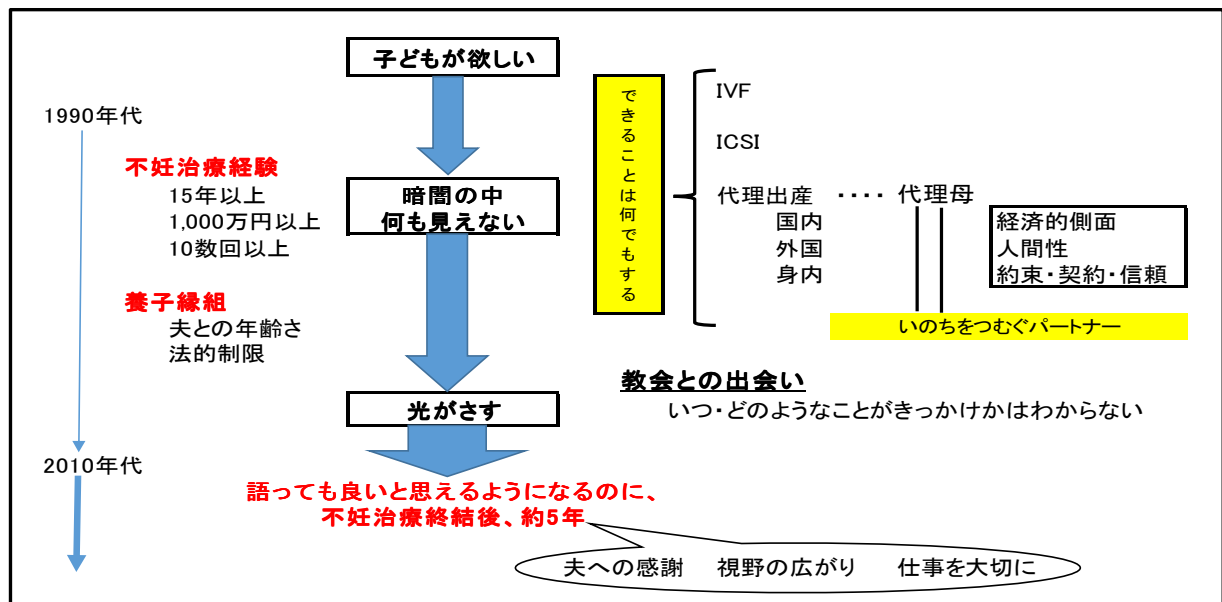 子どもが欲しい
1990年代
不妊治療経験
15年以上
1,000万円以上
10数回以上
暗闇の中
何も見えない
養子縁組
夫との年齢さ
法的制限
光がさす
2010年代
語っても良いと思えるようになるのに、
不妊治療終結後、約5年
夫への感謝 視野の広がり 仕事を大切に
できることは何でもする
IVF
ICSI
代理出産 ････ 代理母
国内
外国
身内
経済的側面
人間性
約束・契約・信頼
いのちをつむぐパートナー
教会との出会い
いつ・どのようなことがきっかけかはわからない